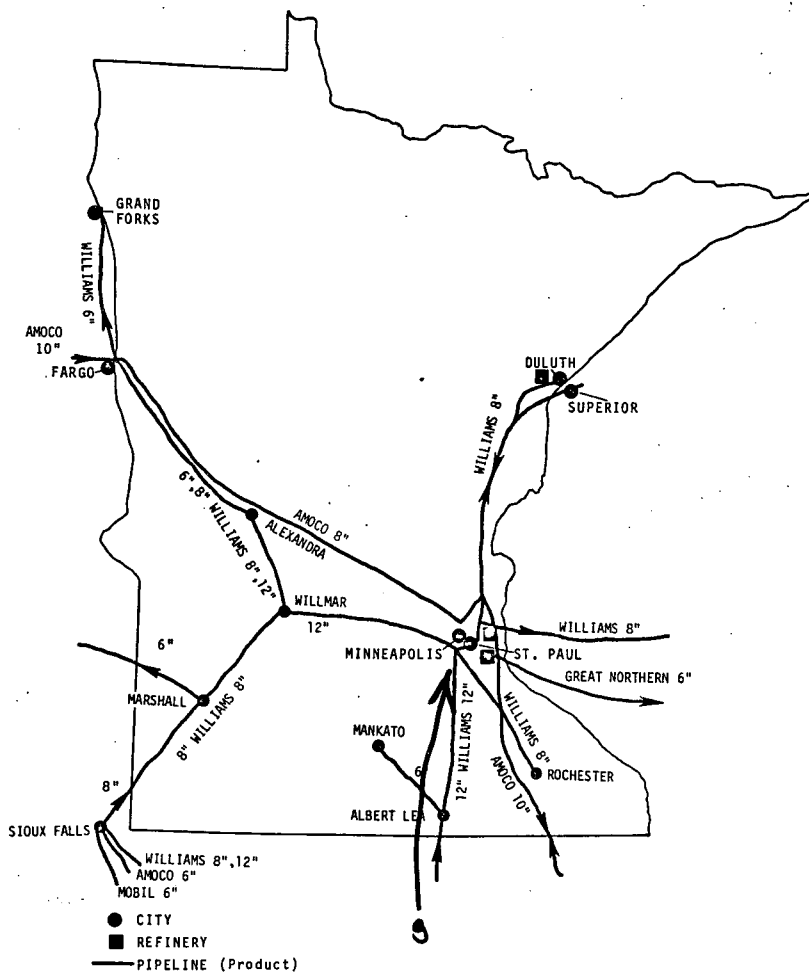 GRAND
FORKS
WILLIAMS 6"
AMOCO
10"
FARGO
DULUTH
SUPERIOR
WILLIAMS 8"
6",8" WILLIAMS 8",12"
AMOCO 8"
ALEXANDRA
WILLMAR
12"
WILLIAMS 8"
MINNEAPOLIS
ST. PAUL
6"
GREAT NORTHERN 6"
MARSHALL
8" WILLIAMS 8"
MANKATO
12" WILLIAMS 12"
WILLIAMS 8"
6"
ROCHESTER
AMOCO 10"
8"
ALBERT LEA
SIOUX FALLS
WILLIAMS 8",12"
AMOCO 6"
MOBIL 6"
CITY
REFINERY
PIPELINE (Product)